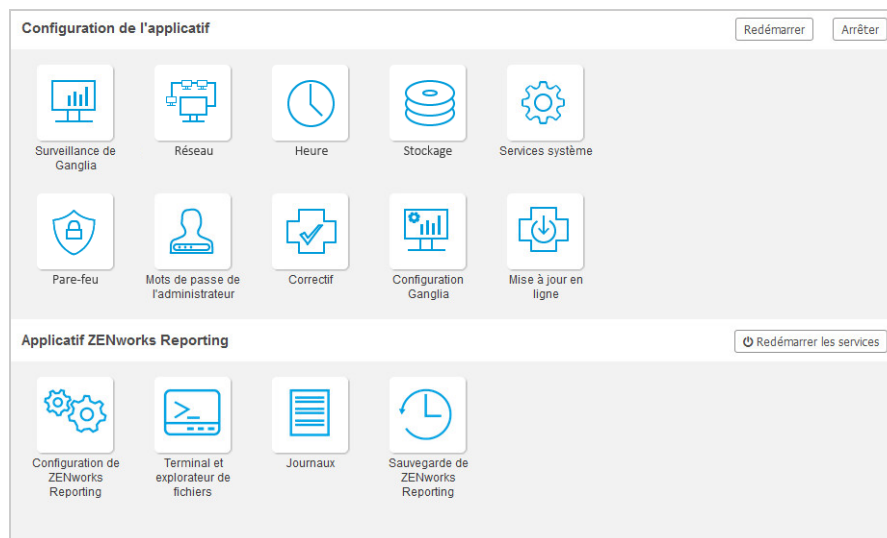 Configuration de l'applicatif
Redémarrer
Arrêter
Surveillance de
Ganglia
Réseau
Heure
Stockage
Services système
Pare-feu
Mots de passe de
l'administrateur
Correctif
Configuration
Ganglia
Mise à jour en
ligne
Applicatif ZENworks Reporting
Redémarrer les services
Configuration de
ZENworks
Reporting
Terminal et
explorateur de
fichiers
Journaux
Sauvegarde de
ZENworks
Reporting